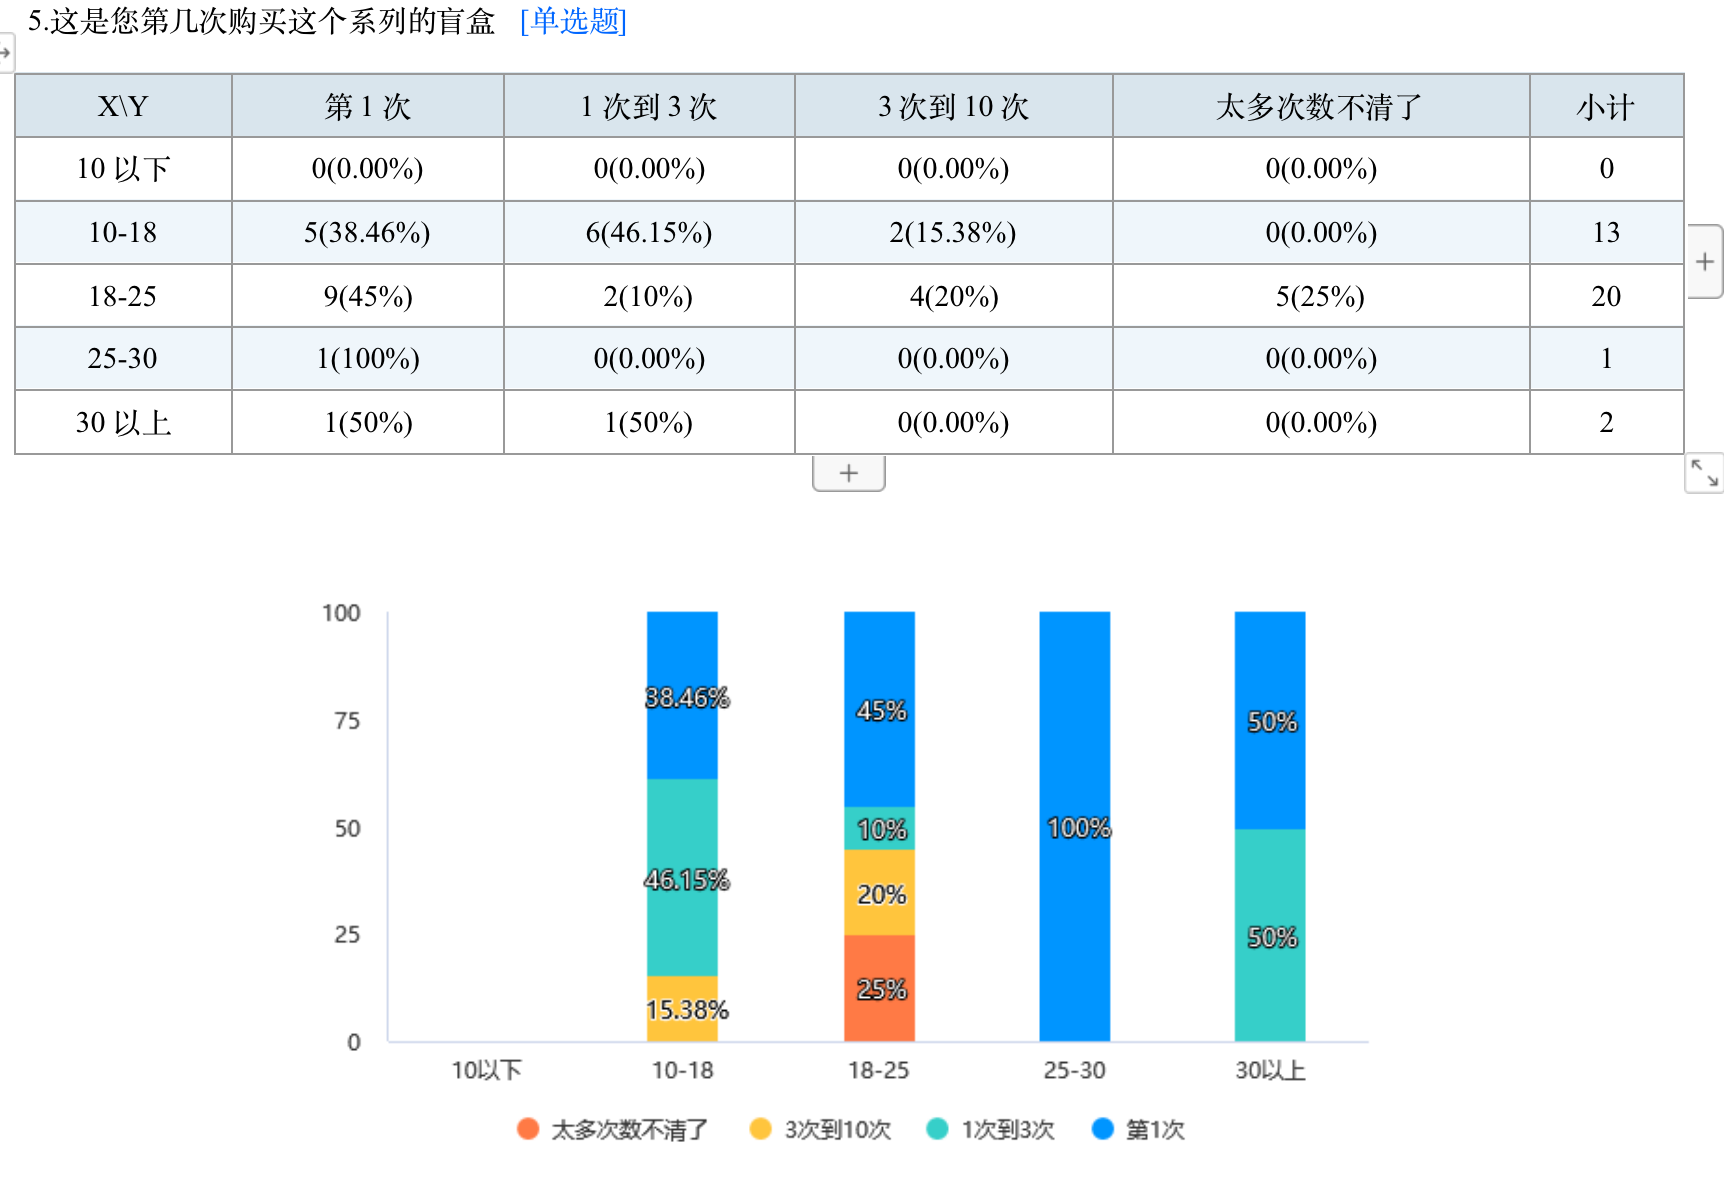 5.这是您第几次购买这个系列的盲盒 [单选题]
X\Y 第 1 次 1 次到 3 次 3 次到 10 次 太多次数不清了 小计
10 以下 0(0.00%) 0(0.00%) 0(0.00%) 0(0.00%) 0
10-18 5(38.46%) 6(46.15%) 2(15.38%) 0(0.00%) 13
18-25 9(45%) 2(10%) 4(20%) 5(25%) 20
25-30 1(100%) 0(0.00%) 0(0.00%) 0(0.00%) 1
30 以上 1(50%) 1(50%) 0(0.00%) 0(0.00%) 2
100
38.46% 45% 50%
75
50 46.15% 10% 100%
20% 50%
25
15.38% 25%
0
10以下 10-18 18-25 25-30 30以上
太多次数不清了 3次到10次 1次到3次 第1次